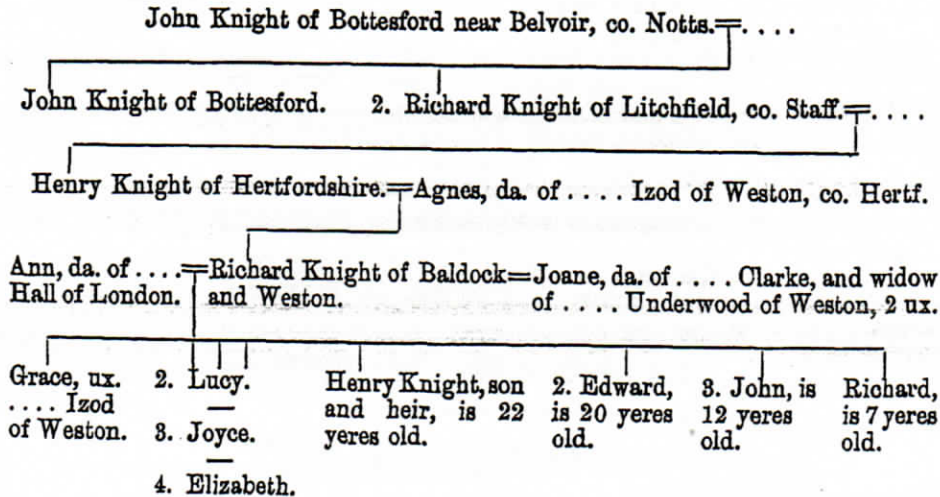 John Knight of Bottesford near Belvoir, co. Notts.=. . . .
John Knight of Bottesford. 2. Richard Knight of Litchfield, co. Staff.=. . . .
Henry Knight of Hertfordshire.=Agnes, da. of . . . . Izod of Weston, co. Hertf.
Ann, da. of . . . .=Richard Knight of Baldock=Joane, da. of . . . . . Clarke, and widow
Hall of London. and Weston. of . . . . Underwood of Weston, 2 ux.
Grace, ux. 2. Lucy. Henry Knight, son 2. Edward, 3. John, is Richard,
. . . . Izod and heir, is 22 is 20 yeres 12 yeres is 7 yeres
of Weston. 3. Joyce. yeres old. old. old. old.
4. Elizabeth.